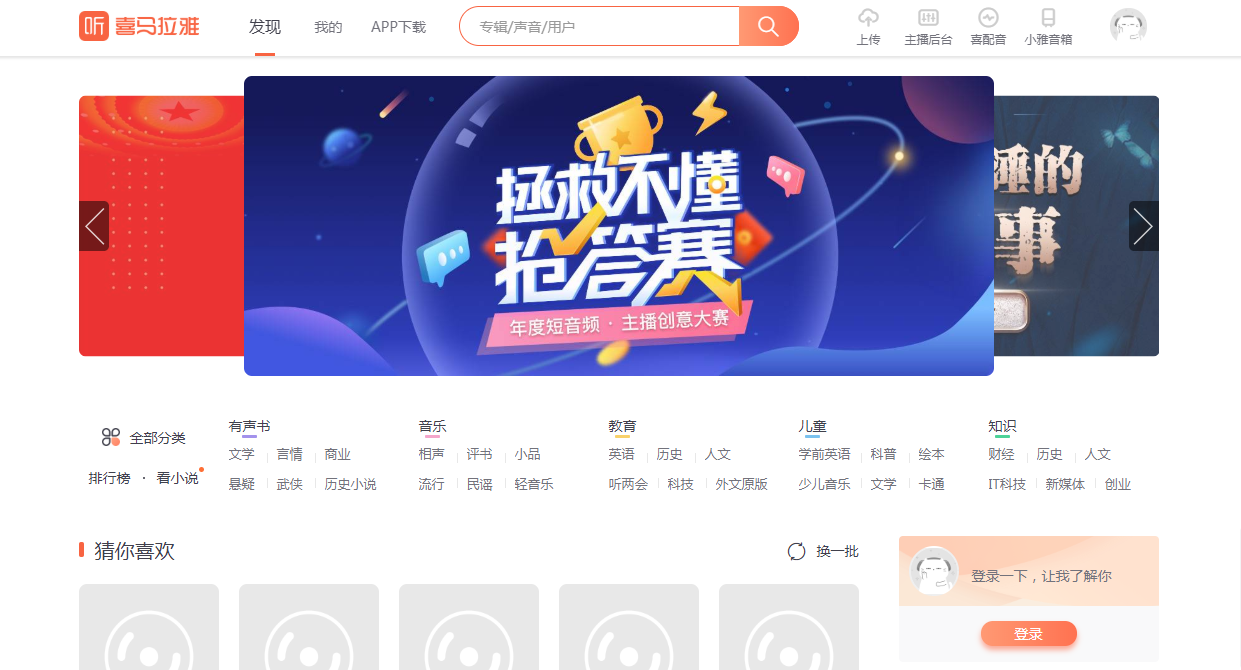 听 喜马拉雅 发现 我的 APP下载 专辑/声音/用户
上传 主播后台 喜配音 小雅音箱
拯救不懂
抢答赛
年度短音频 · 主播创意大赛
睡的
事
全部分类
排行榜 · 看小说
有声书
文学 言情 商业
悬疑 武侠 历史小说
音乐
相声 评书 小品
流行 民谣 轻音乐
教育
英语 历史 人文
听两会 科技 外文原版
儿童
学前英语 科普 绘本
少儿音乐 文学 卡通
知识
财经 历史 人文
IT科技 新媒体 创业
猜你喜欢 换一批
登录一下，让我了解你
登录